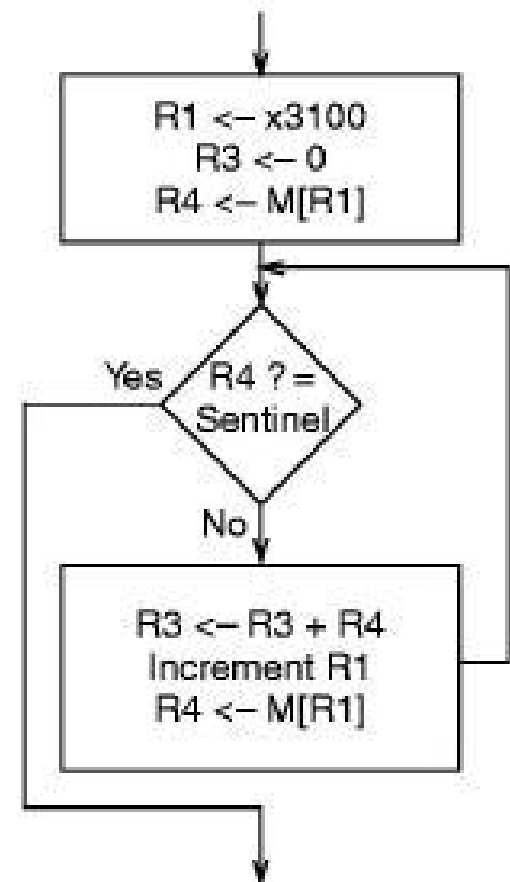 R1 <– x3100
R3 <– 0
R4 <– M[R1]
Yes
R4 ? =
Sentinel
No
R3 <– R3 + R4
Increment R1
R4 <– M[R1]